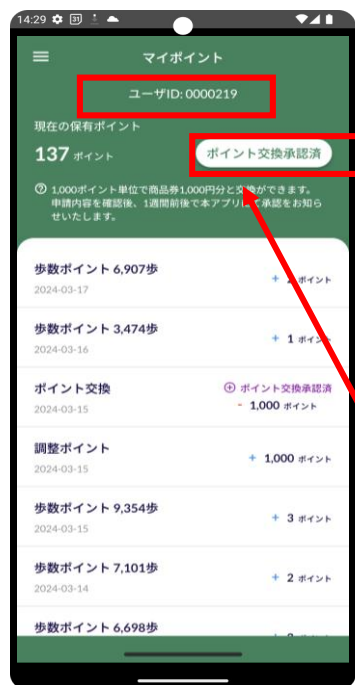 14:29
31
マイポイント
ユーザID: 0000219
現在の保有ポイント
137 ポイント
ポイント交換承認済
1,000ポイント単位で商品券1,000円分と交換ができます。
申請内容を確認後、1週間前後で本アプリにて承認をお知ら
せいたします。
歩数ポイント 6,907歩
+ 2 ポイント
2024-03-17
歩数ポイント 3,474歩
+ 1 ポイント
2024-03-16
ポイント交換
ポイント交換承認済
2024-03-15
- 1,000 ポイント
調整ポイント
+ 1,000 ポイント
2024-03-15
歩数ポイント 9,354歩
+ 3 ポイント
2024-03-15
歩数ポイント 7,101歩
+ 2 ポイント
2024-03-14
歩数ポイント 6,698歩